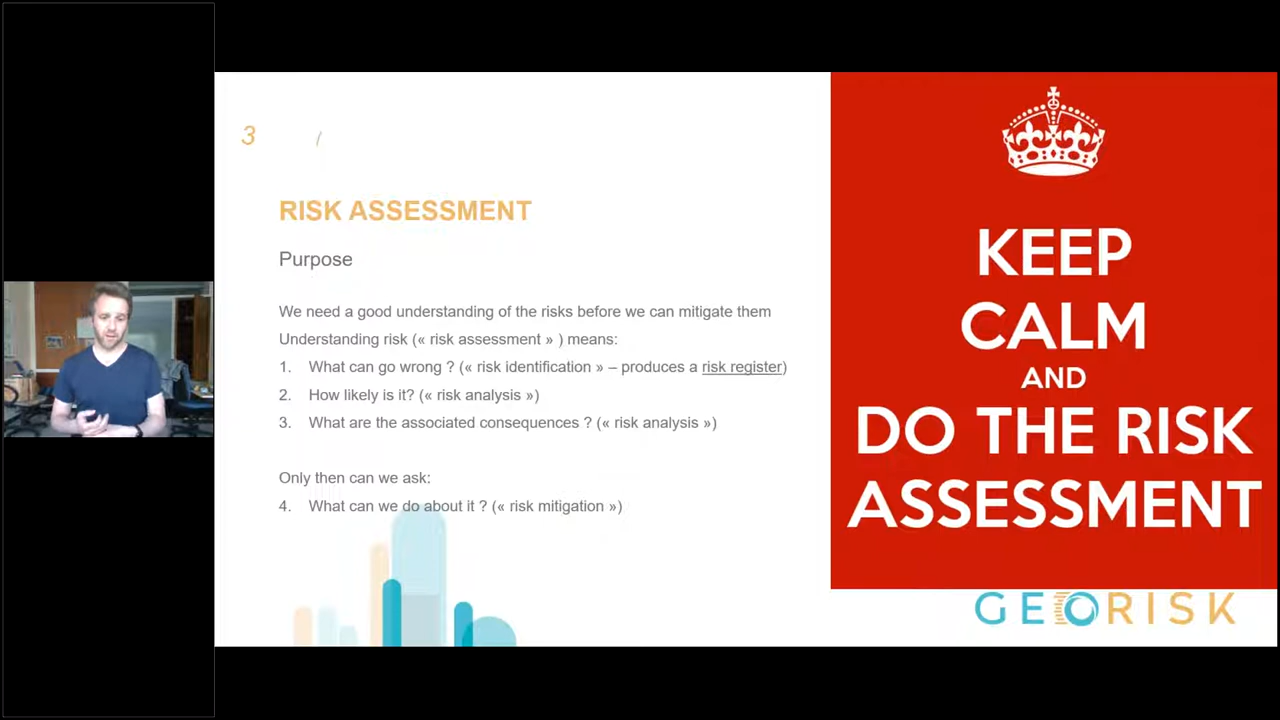 3 /
RISK ASSESSMENT
Purpose
We need a good understanding of the risks before we can mitigate them
Understanding risk (« risk assessment » ) means:
1. What can go wrong ? (« risk identification » – produces a risk register)
2. How likely is it? (« risk analysis »)
3. What are the associated consequences ? (« risk analysis »)
Only then can we ask:
4. What can we do about it ? (« risk mitigation »)
KEEP
CALM
AND
DO THE RISK
ASSESSMENT
GEORISK